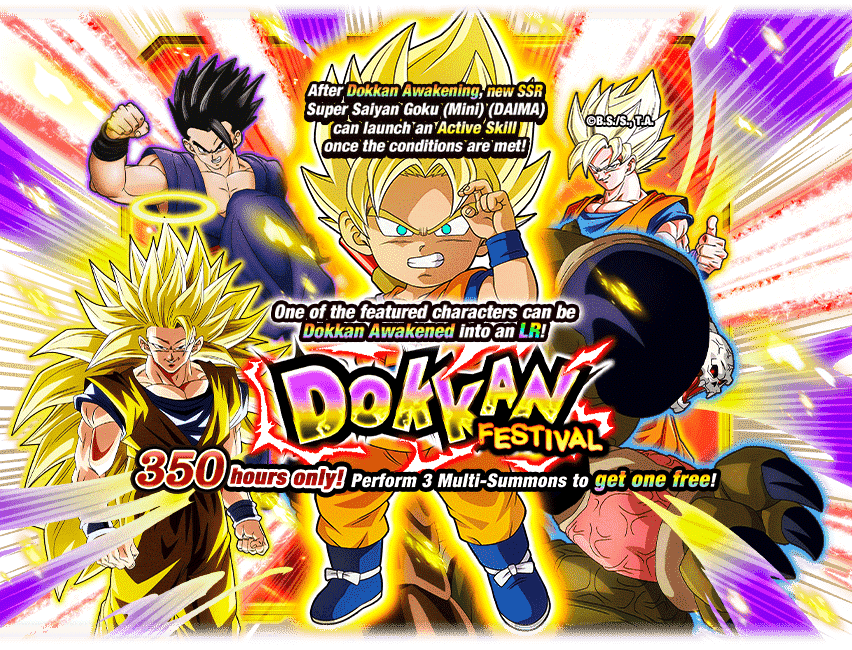 After Dokkan Awakening, new SSR
Super Saiyan Goku (Mini) (DAIMA)
can launch an Active Skill
once the conditions are met!
©B.S./S., T.A.
One of the featured characters can be
Dokkan Awakened into an LR!
DOKKAN
FESTIVAL
350 hours only! Perform 3 Multi-Summons to get one free!